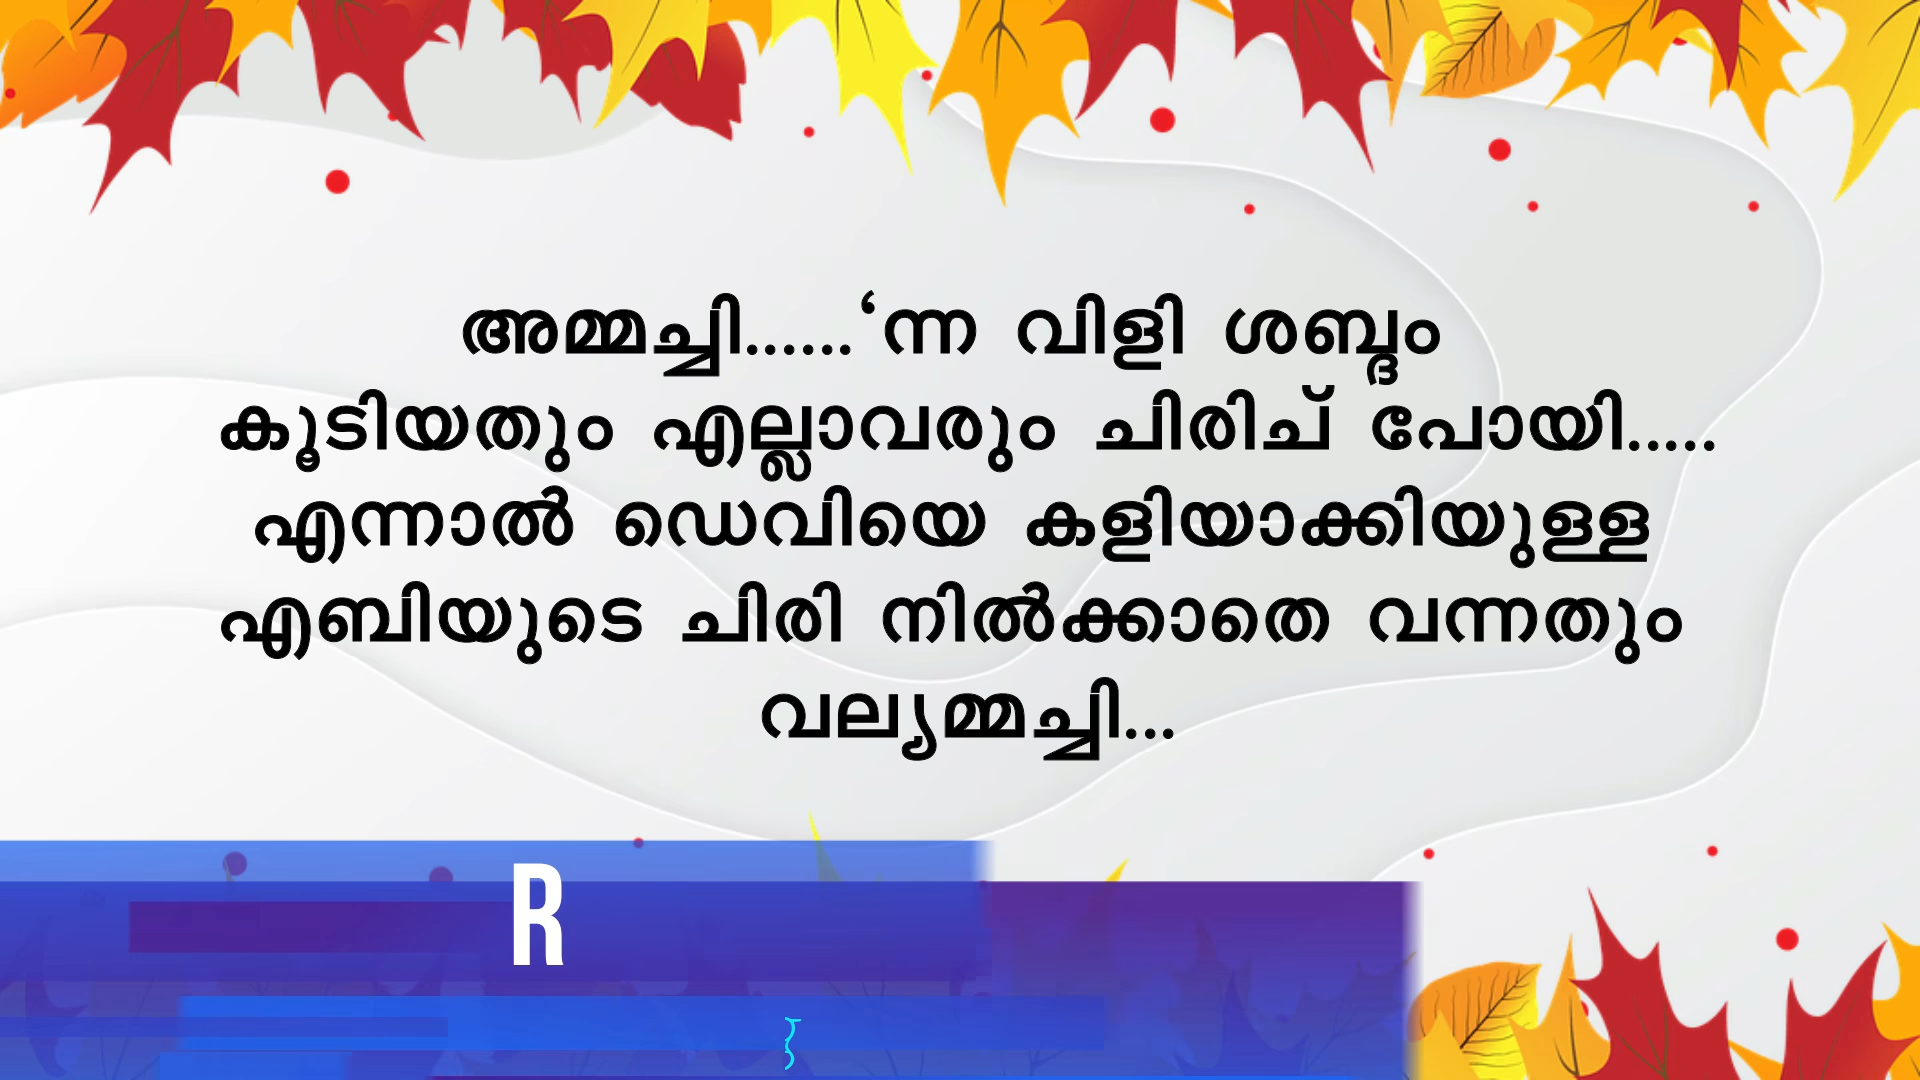 അമ്മച്ചി......‘ന്ന വിളി ശബ്ദം
കൂടിയതും എല്ലാവരും ചിരിച് പോയി.....
എന്നാൽ ഡെവിയെ കളിയാക്കിയുള്ള
എബിയുടെ ചിരി നിൽക്കാതെ വന്നതും
വല്യമ്മച്ചി...
R